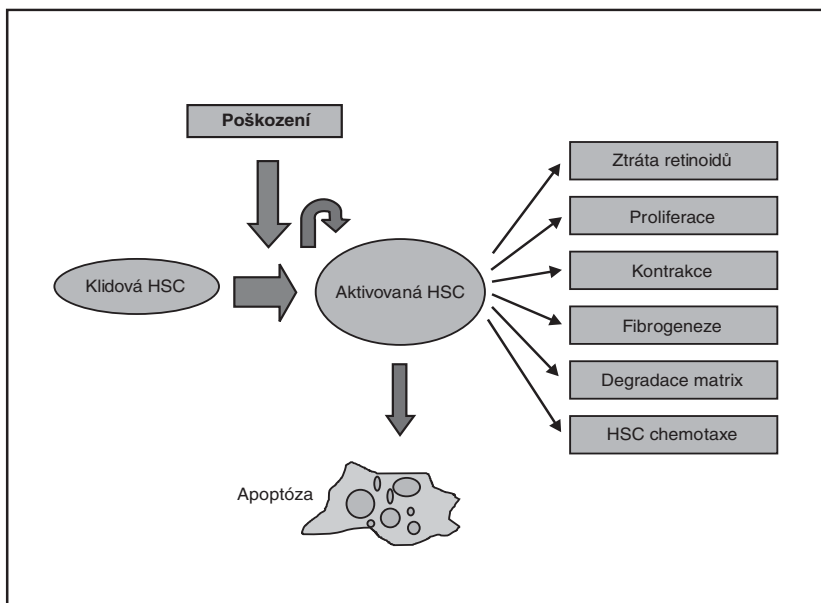 Poškození
Klidová HSC
Aktivovaná HSC
Ztráta retinoidů
Proliferace
Kontrakce
Fibrogeneze
Degradace matrix
HSC chemotaxe
Apoptóza